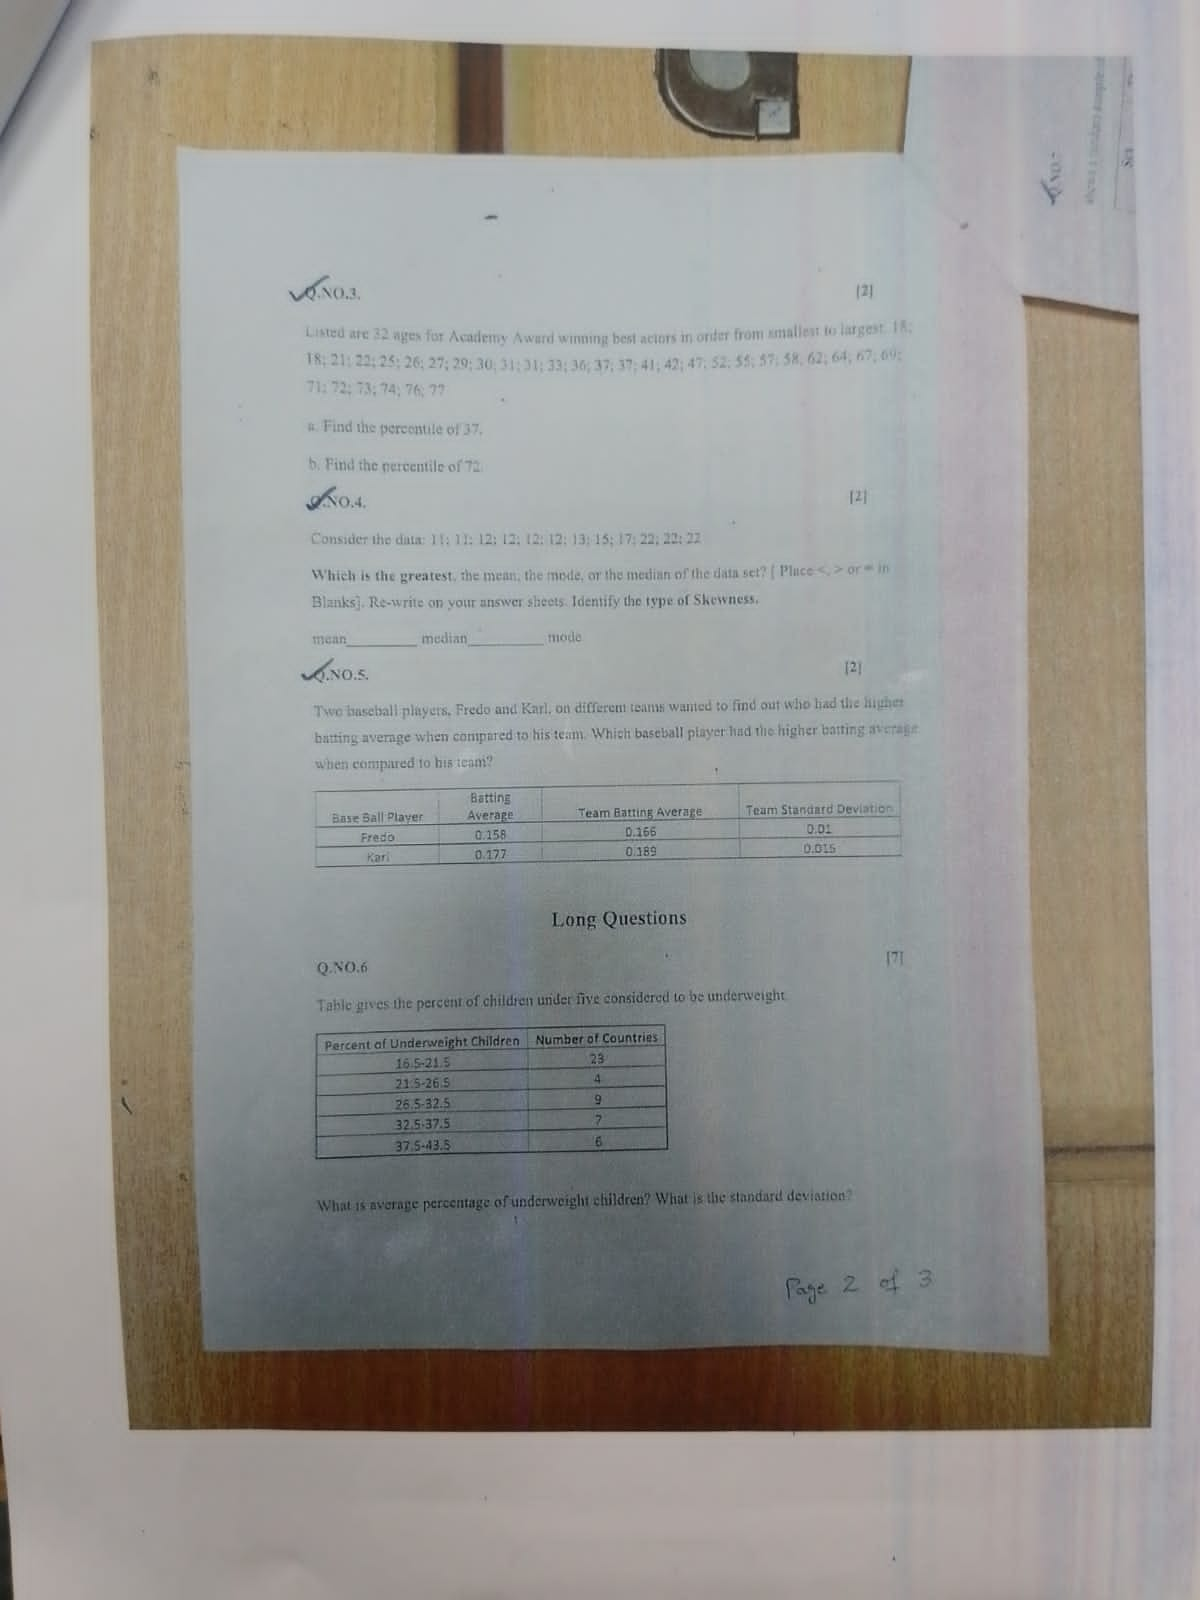 Q.NO.3. [2]
Listed are 32 ages for Academy Award winning best actors in order from smallest to largest. 18;
18; 21; 22; 25; 26; 27; 29; 30; 31; 31; 33; 36; 37; 37; 41; 42; 47; 52; 55; 57; 58; 62; 64; 67; 69;
71; 72; 73; 74; 76; 77
a. Find the percentile of 37.
b. Find the percentile of 72.
Q.NO.4. [2]
Consider the data: 11; 11; 12; 12; 12; 12; 13; 15; 17; 22; 22; 22
Which is the greatest, the mean, the mode, or the median of the data set? [ Place <, > or = in
Blanks]. Re-write on your answer sheets. Identify the type of Skewness.
mean________ median_________ mode
Q.NO.5. [2]
Two baseball players, Fredo and Karl, on different teams wanted to find out who had the higher
batting average when compared to his team. Which baseball player had the higher batting average
when compared to his team?
Base Ball Player Batting Average Team Batting Average Team Standard Deviation
Fredo 0.158 0.166 0.01
Karl 0.177 0.189 0.015
Long Questions
Q.NO.6 [7]
Table gives the percent of children under five considered to be underweight.
Percent of Underweight Children Number of Countries
16.5-21.5 23
21.5-26.5 4
26.5-32.5 9
32.5-37.5 7
37.5-43.5 6
What is average percentage of underweight children? What is the standard deviation?
Page 2 of 3